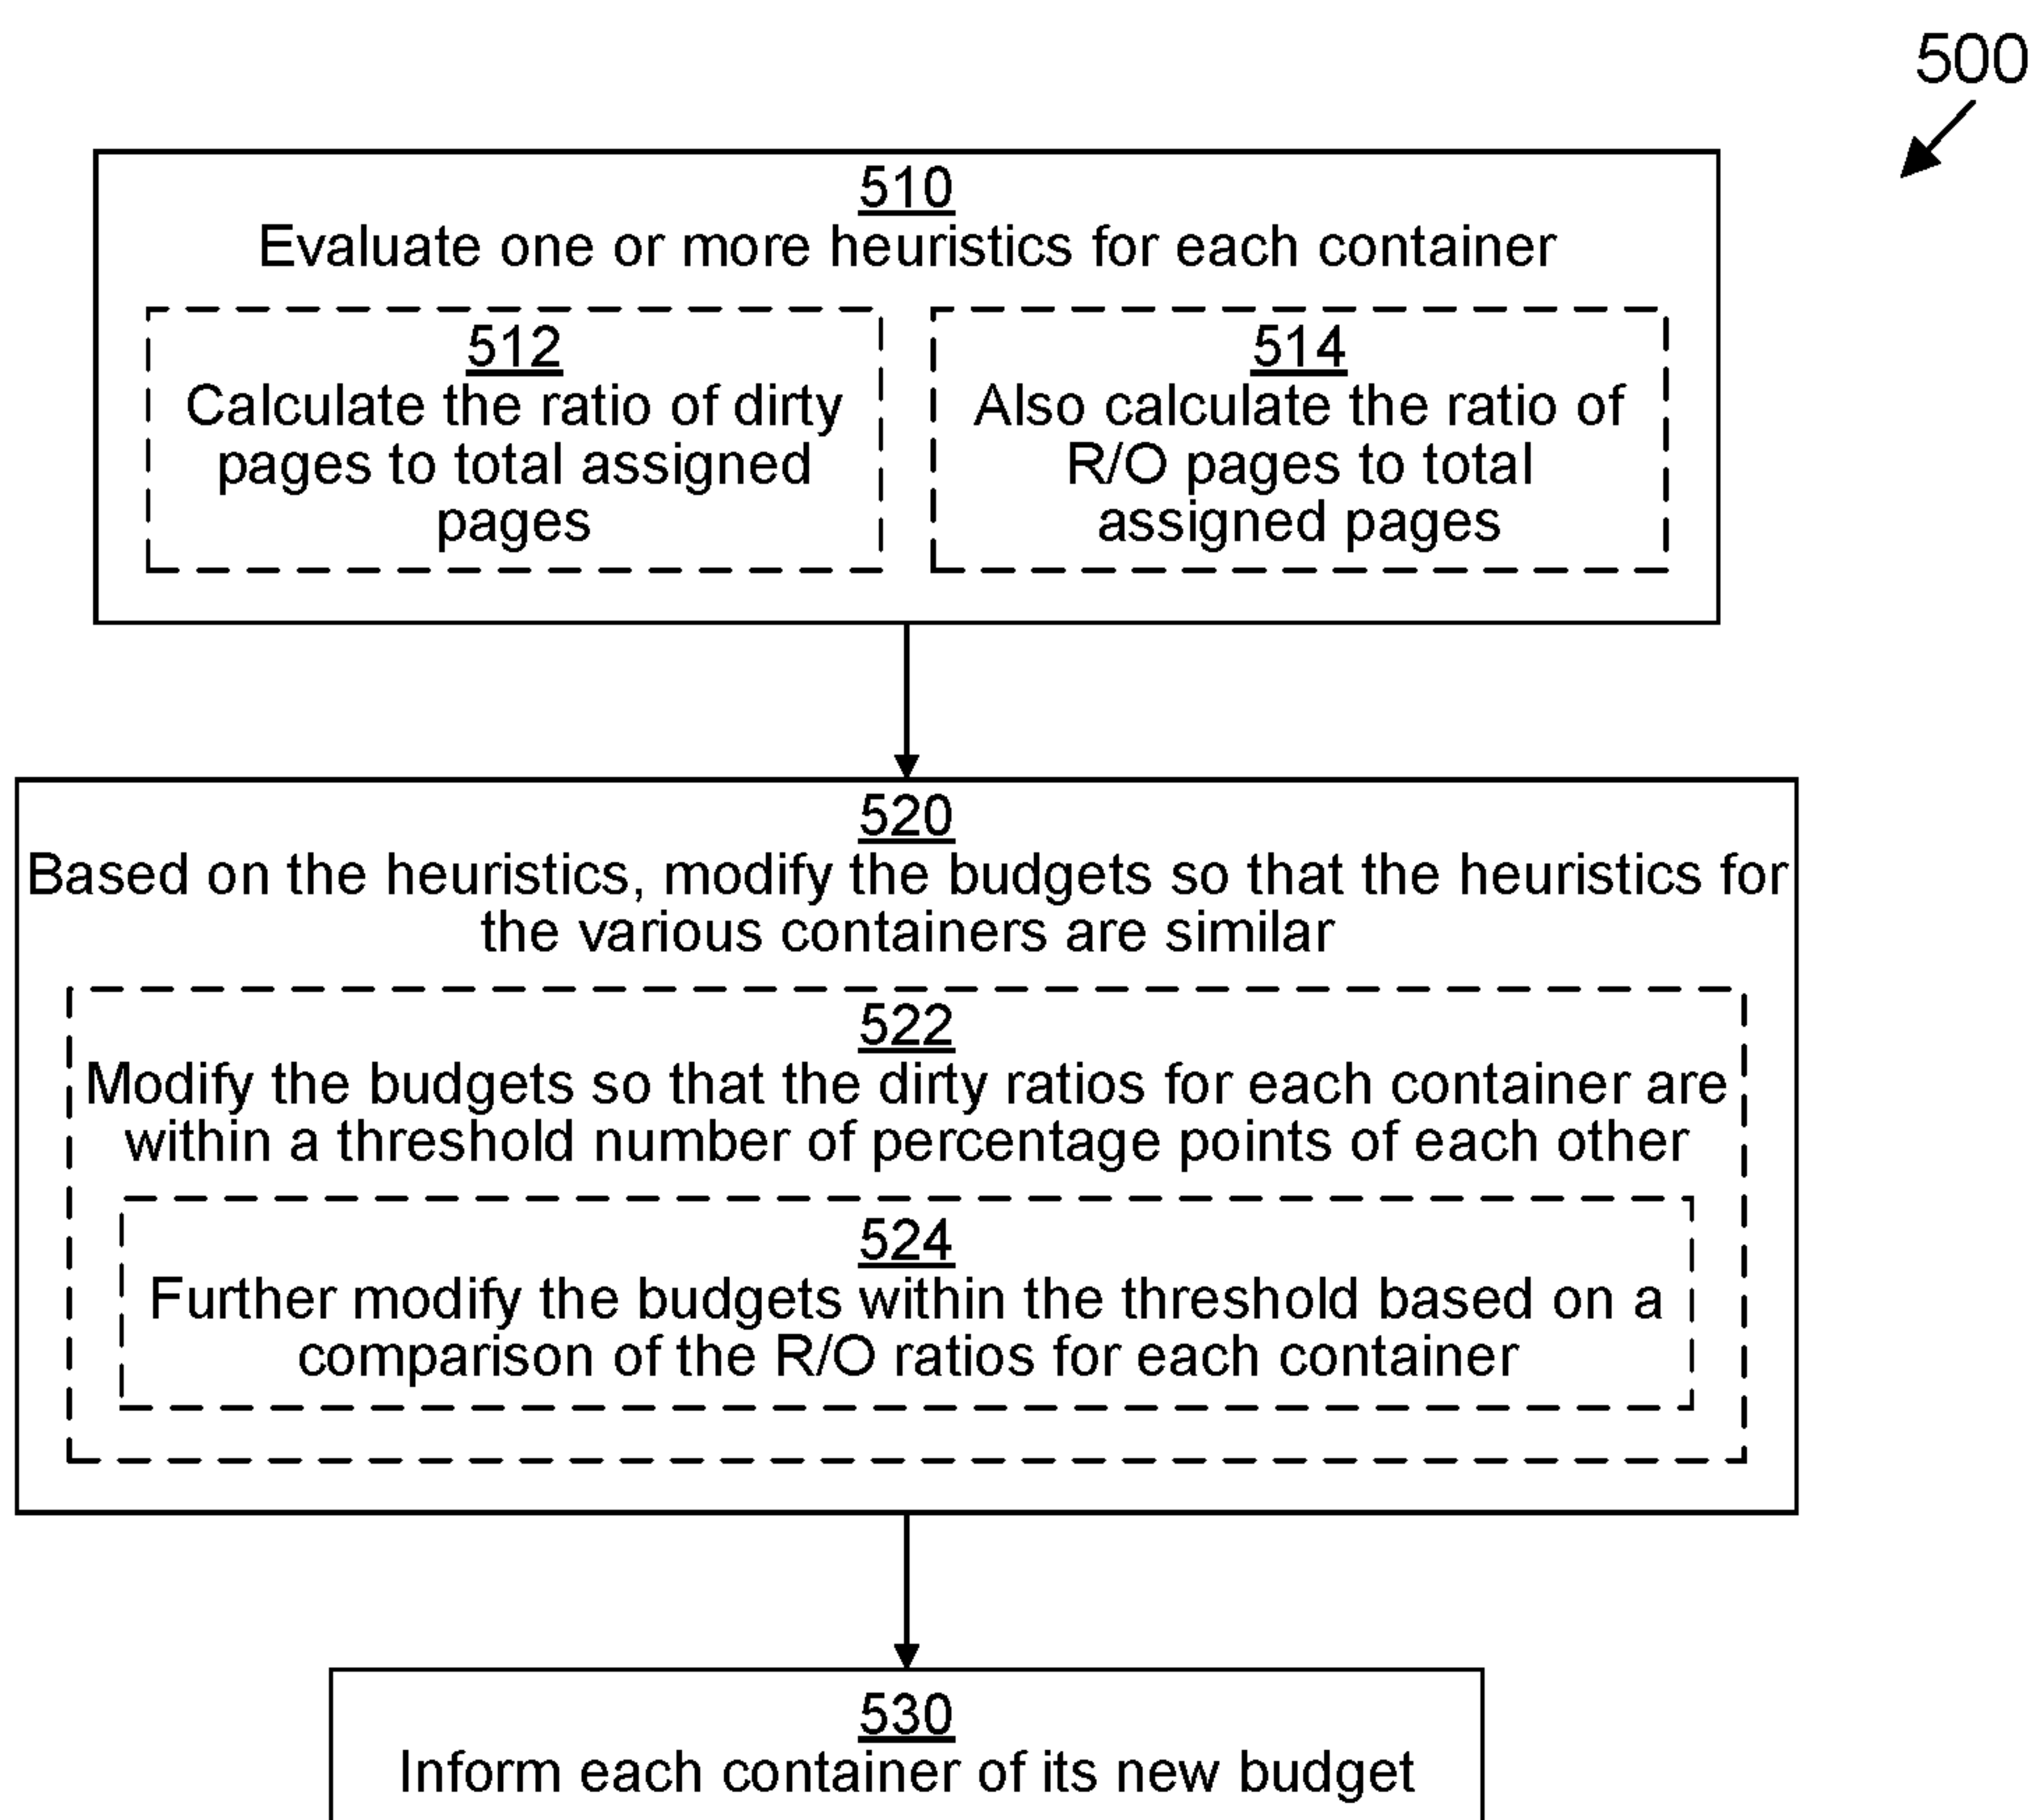 500
510
Evaluate one or more heuristics for each container
512
Calculate the ratio of dirty
pages to total assigned
pages
514
Also calculate the ratio of
R/O pages to total
assigned pages
520
Based on the heuristics, modify the budgets so that the heuristics for
the various containers are similar
522
Modify the budgets so that the dirty ratios for each container are
within a threshold number of percentage points of each other
524
Further modify the budgets within the threshold based on a
comparison of the R/O ratios for each container
530
Inform each container of its new budget